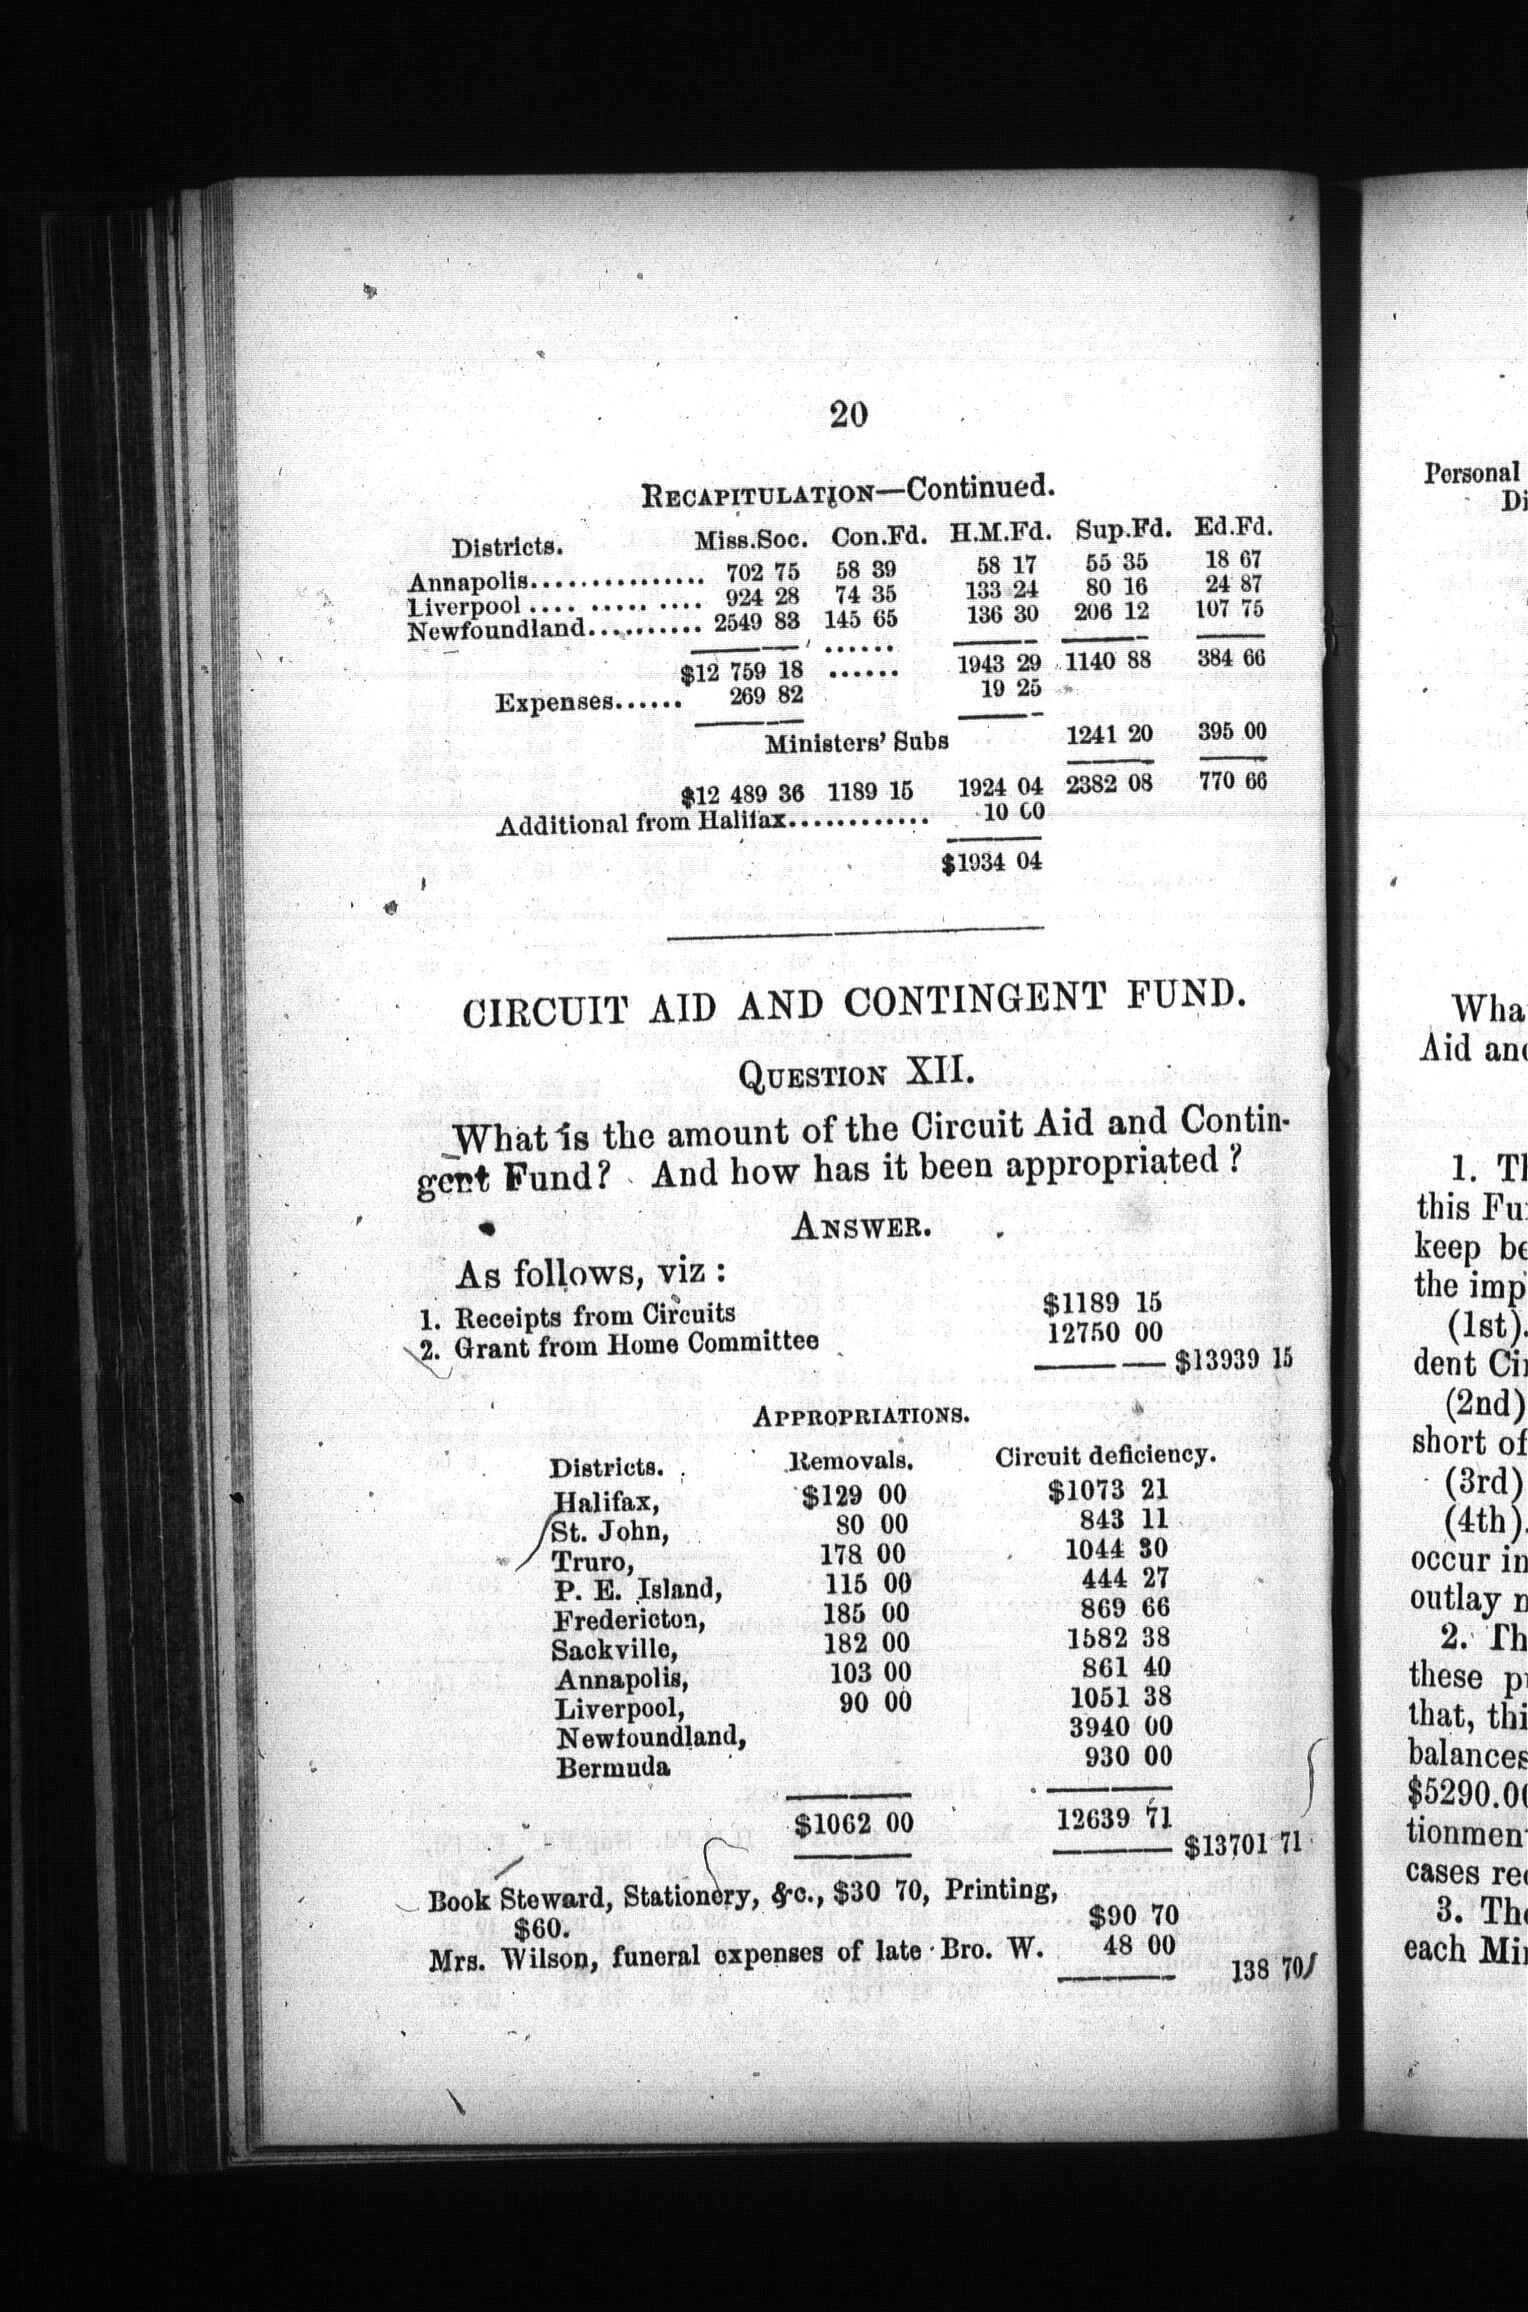 20
RECAPITULATION—Continued.
Districts. Miss.Soc. Con.Fd. H.M.Fd. Sup.Fd. Ed.Fd.
Annapolis............... 702 75 58 39 58 17 55 35 18 67
Liverpool .... ..... .... 924 28 74 35 133 24 80 16 24 87
Newfoundland.......... 2549 83 145 65 136 30 206 12 107 75
......
$12 759 18 ...... 1943 29 1140 88 384 66
Expenses...... 269 82 19 25
Ministers' Subs 1241 20 395 00
$12 489 36 1189 15 1924 04 2382 08 770 66
Additional from Halifax............ 10 00
$1934 04
CIRCUIT AID AND CONTINGENT FUND.
QUESTION XII.
What is the amount of the Circuit Aid and Contin-
gent Fund? And how has it been appropriated?
ANSWER.
As follows, viz :
1. Receipts from Circuits $1189 15
2. Grant from Home Committee 12750 00
$13939 15
APPROPRIATIONS.
Districts. Removals. Circuit deficiency.
Halifax, $129 00 $1073 21
St. John, 80 00 843 11
Truro, 178 00 1044 30
P. E. Island, 115 00 444 27
Fredericton, 185 00 869 66
Sackville, 182 00 1582 38
Annapolis, 103 00 861 40
Liverpool, 90 00 1051 38
Newfoundland, 3940 00
Bermuda 930 00
$1062 00 12639 71
$13701 71
Book Steward, Stationery, &c., $30 70, Printing,
$60. $90 70
Mrs. Wilson, funeral expenses of late Bro. W. 48 00
138 70
Personal
Di
Wha
Aid and
1. Th
this Fu
keep be
the imp
(1st).
dent Ci
(2nd)
short of
(3rd)
(4th).
occur in
outlay
2. Th
these p
that, thi
balances
$5290.00
tionmen
cases re
3. The
each Mi